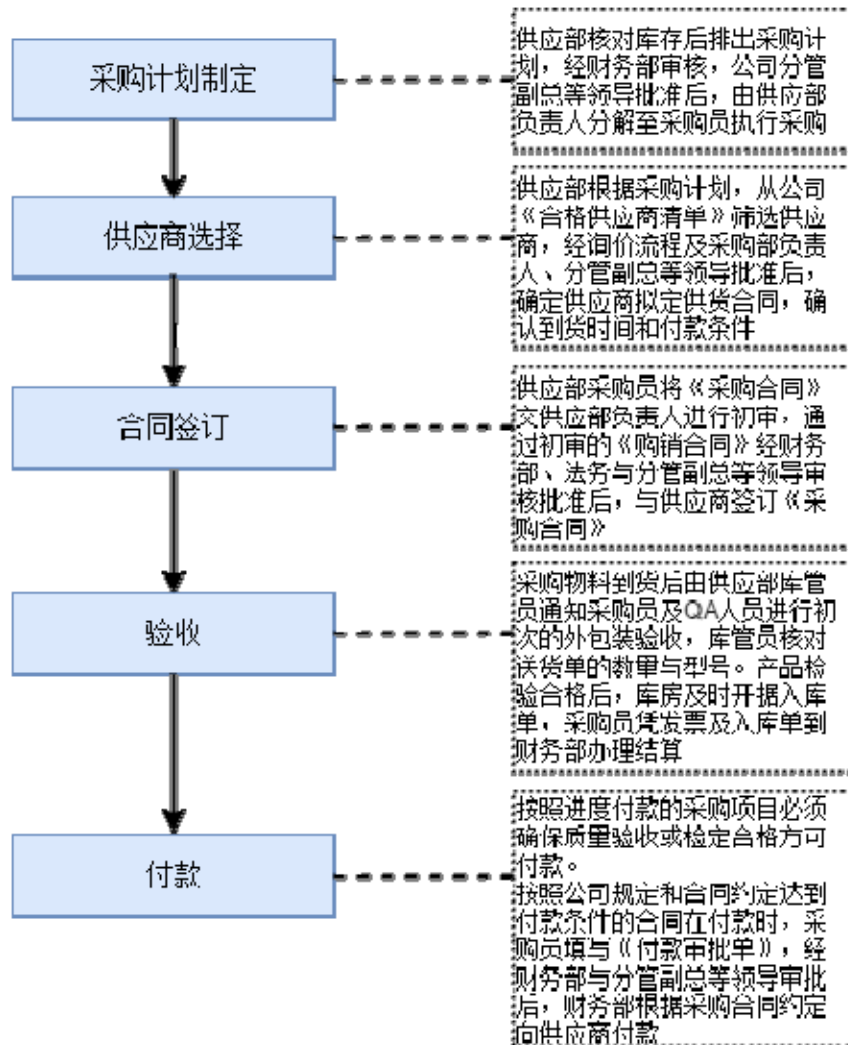 采购计划制定
供应部核对库存后排出采购计
划，经财务部审核，公司分管
副总等领导批准后，由供应部
负责人分解至采购员执行采购
供应商选择
供应部根据采购计划，从公司
《合格供应商清单》筛选供应
商，经询价流程及采购部负责
人、分管副总等领导批准后，
确定供应商拟定供货合同，确
认到货时间和付款条件
合同签订
供应部采购员将《采购合同》
交供应部负责人进行初审，通
过初审的《购销合同》经财务
部、法务与分管副总等领导审
核批准后，与供应商签订《采
购合同》
验收
采购物料到货后由供应部库管
员通知采购员及QA人员进行初
次的外包装验收，库管员核对
送货单的数量与型号。产品检
验合格后，库房及时开据入库
单，采购员凭发票及入库单到
财务部办理结算
付款
按照进度付款的采购项目必须
确保质量验收或检定合格方可
付款。
按照公司规定和合同约定达到
付款条件的合同在付款时，采
购员填写《付款审批单》，经
财务部与分管副总等领导审批
后，财务部根据采购合同约定
向供应商付款